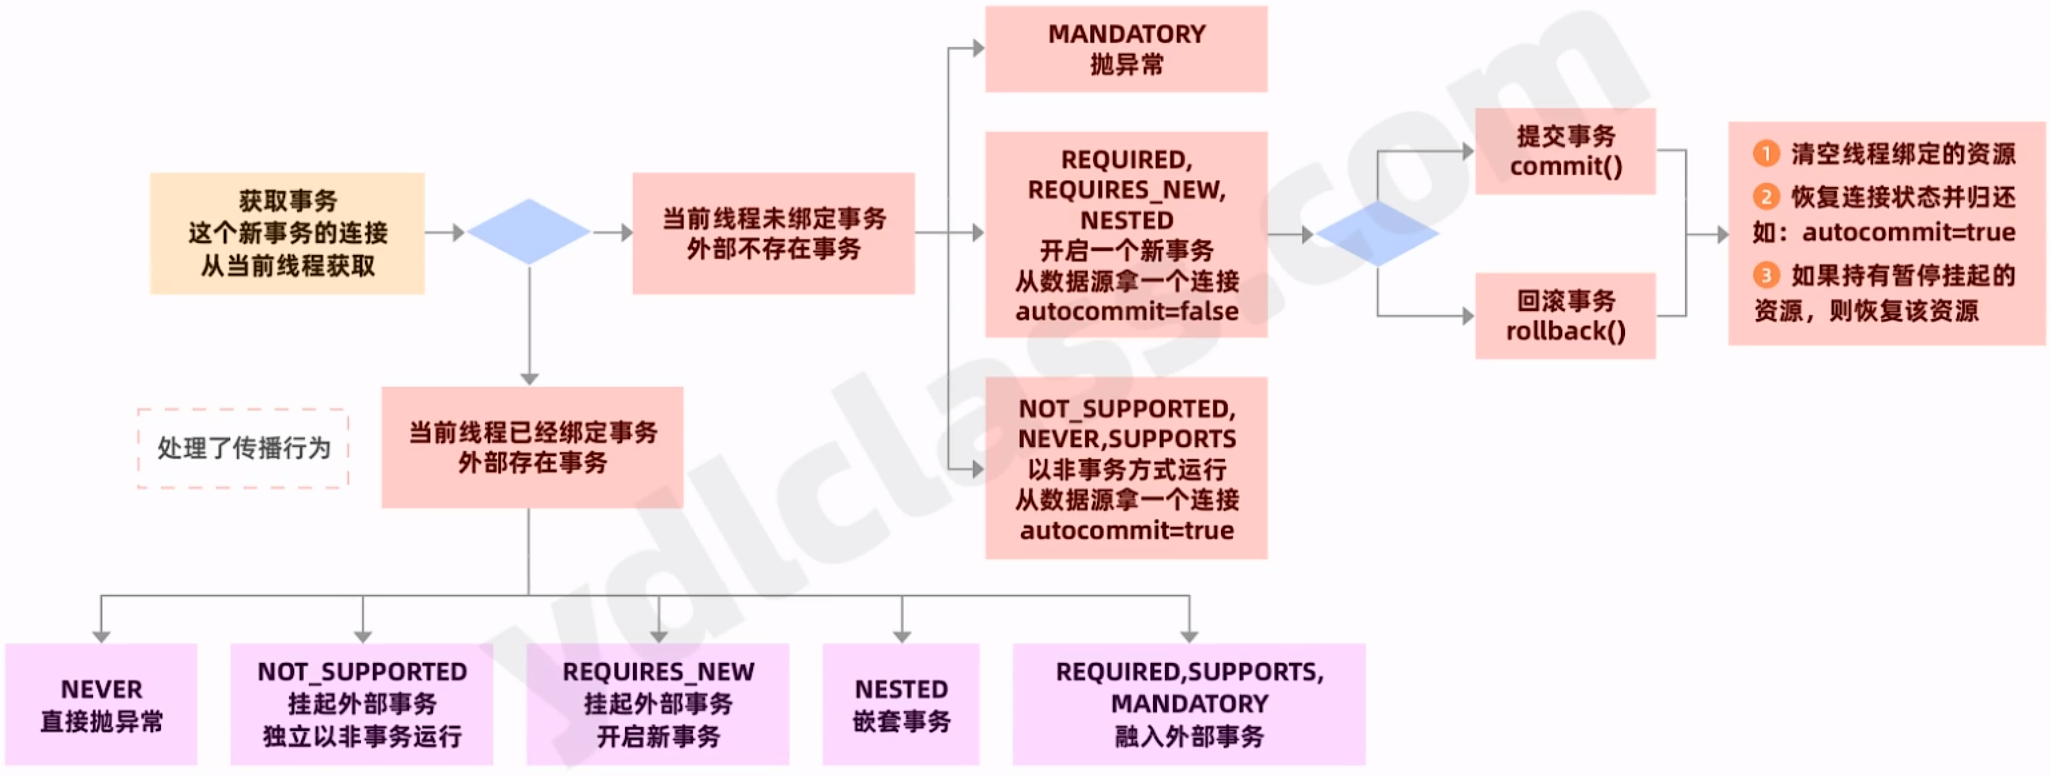 MANDATORY
抛异常
获取事务
这个新事务的连接
从当前线程获取
当前线程未绑定事务
外部不存在事务
REQUIRED,
REQUIRES_NEW,
NESTED
开启一个新事务
从数据源拿一个连接
autocommit=false
提交事务
commit()
回滚事务
rollback()
1 清空线程绑定的资源
2 恢复连接状态并归还
如：autocommit=true
3 如果持有暂停挂起的
资源，则恢复该资源
处理了传播行为
当前线程已经绑定事务
外部存在事务
NOT_SUPPORTED,
NEVER,SUPPORTS
以非事务方式运行
从数据源拿一个连接
autocommit=true
NEVER
直接抛异常
NOT_SUPPORTED
挂起外部事务
独立以非事务运行
REQUIRES_NEW
挂起外部事务
开启新事务
NESTED
嵌套事务
REQUIRED,SUPPORTS,
MANDATORY
融入外部事务
ydlclass.com